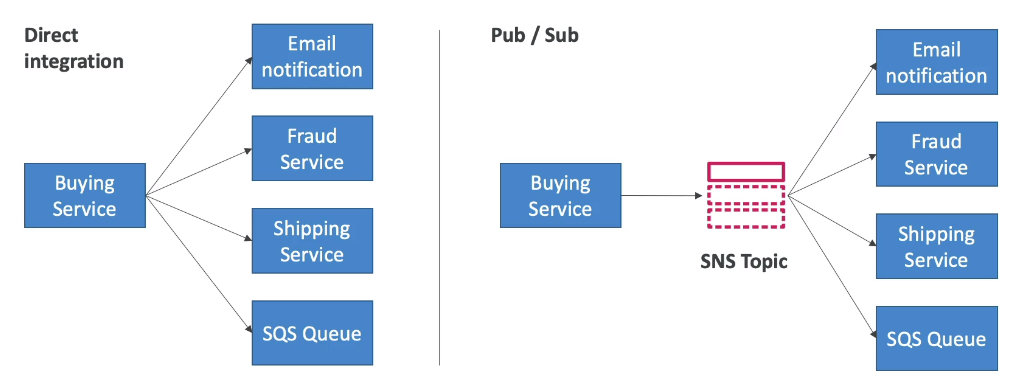 Direct
integration
Email
notification
Fraud
Service
Buying
Service
Shipping
Service
SQS Queue
Pub / Sub
Buying
Service
SNS Topic
Email
notification
Fraud
Service
Shipping
Service
SQS Queue